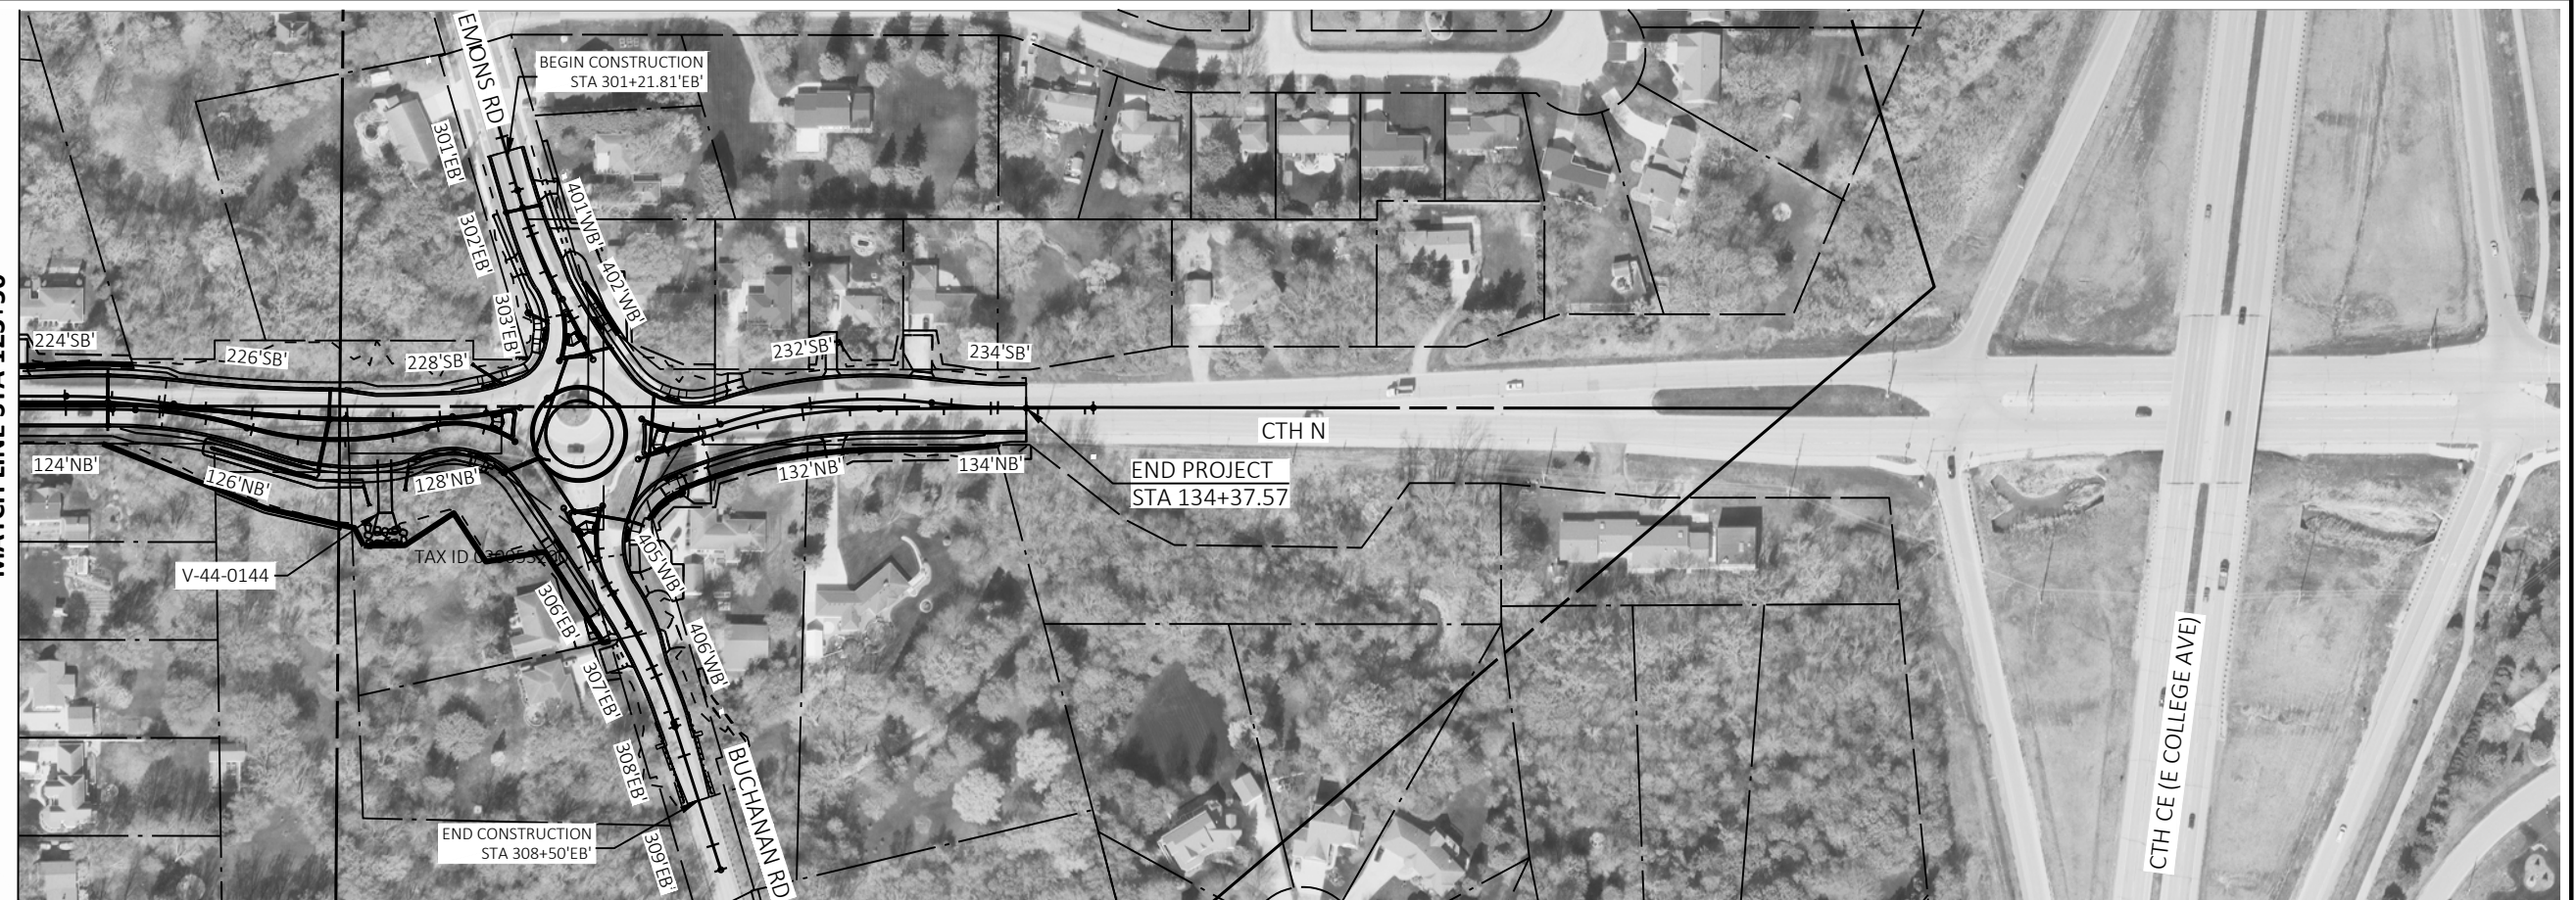 EMONS RD
BEGIN CONSTRUCTION
STA 301+21.81'EB'
301'EB'
401'WB'
302'EB'
402'WB'
303'EB'
224'SB'
226'SB'
228'SB'
232'SB'
234'SB'
CTH N
124'NB'
126'NB'
128'NB'
132'NB'
134'NB'
END PROJECT
STA 134+37.57
V-44-0144
TAX ID
405'WB'
306'EB'
406'WB'
307'EB'
308'EB'
BUCHANAN RD
END CONSTRUCTION
STA 308+50'EB'
309'EB'
CTH CE (E COLLEGE AVE)